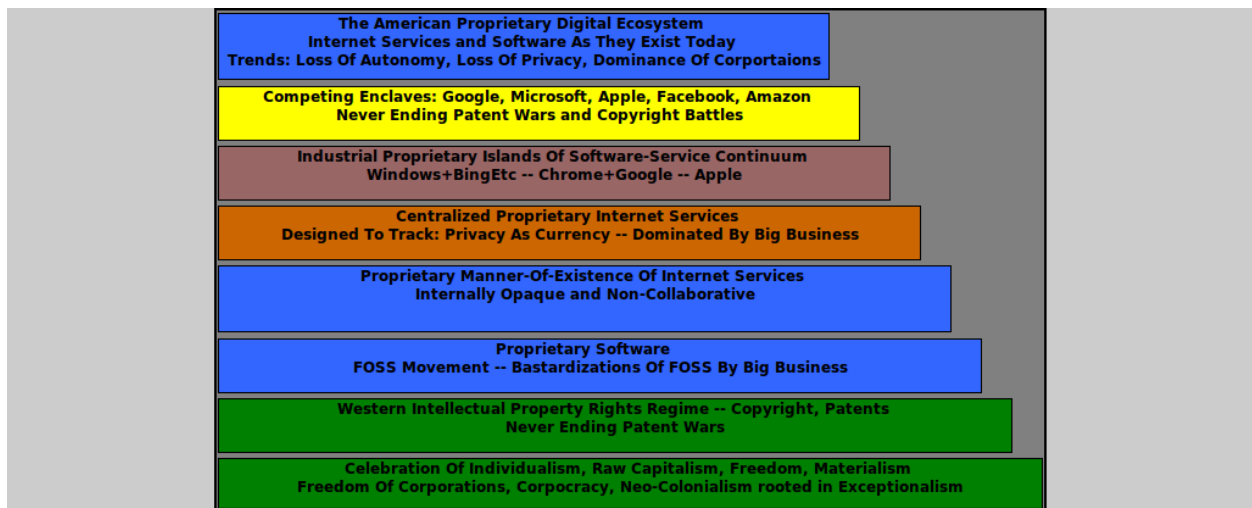 The American Proprietary Digital Ecosystem
Internet Services and Software As They Exist Today
Trends: Loss Of Autonomy, Loss Of Privacy, Dominance Of Corportaions
Competing Enclaves: Google, Microsoft, Apple, Facebook, Amazon
Never Ending Patent Wars and Copyright Battles
Industrial Proprietary Islands Of Software-Service Continuum
Windows+BingEtc -- Chrome+Google -- Apple
Centralized Proprietary Internet Services
Designed To Track: Privacy As Currency -- Dominated By Big Business
Proprietary Manner-Of-Existence Of Internet Services
Internally Opaque and Non-Collaborative
Proprietary Software
FOSS Movement -- Bastardizations Of FOSS By Big Business
Western Intellectual Property Rights Regime -- Copyright, Patents
Never Ending Patent Wars
Celebration Of Individualism, Raw Capitalism, Freedom, Materialism
Freedom Of Corporations, Corpocracy, Neo-Colonialism rooted in Exceptionalism